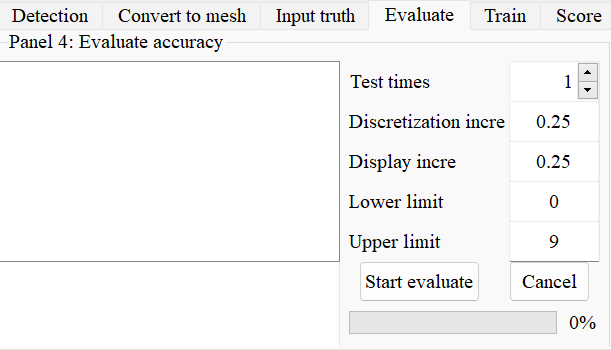 Detection Convert to mesh Input truth Evaluate Train Score
Panel 4: Evaluate accuracy
Test times 1
Discretization incre 0.25
Display incre 0.25
Lower limit 0
Upper limit 9
Start evaluate Cancel
0%